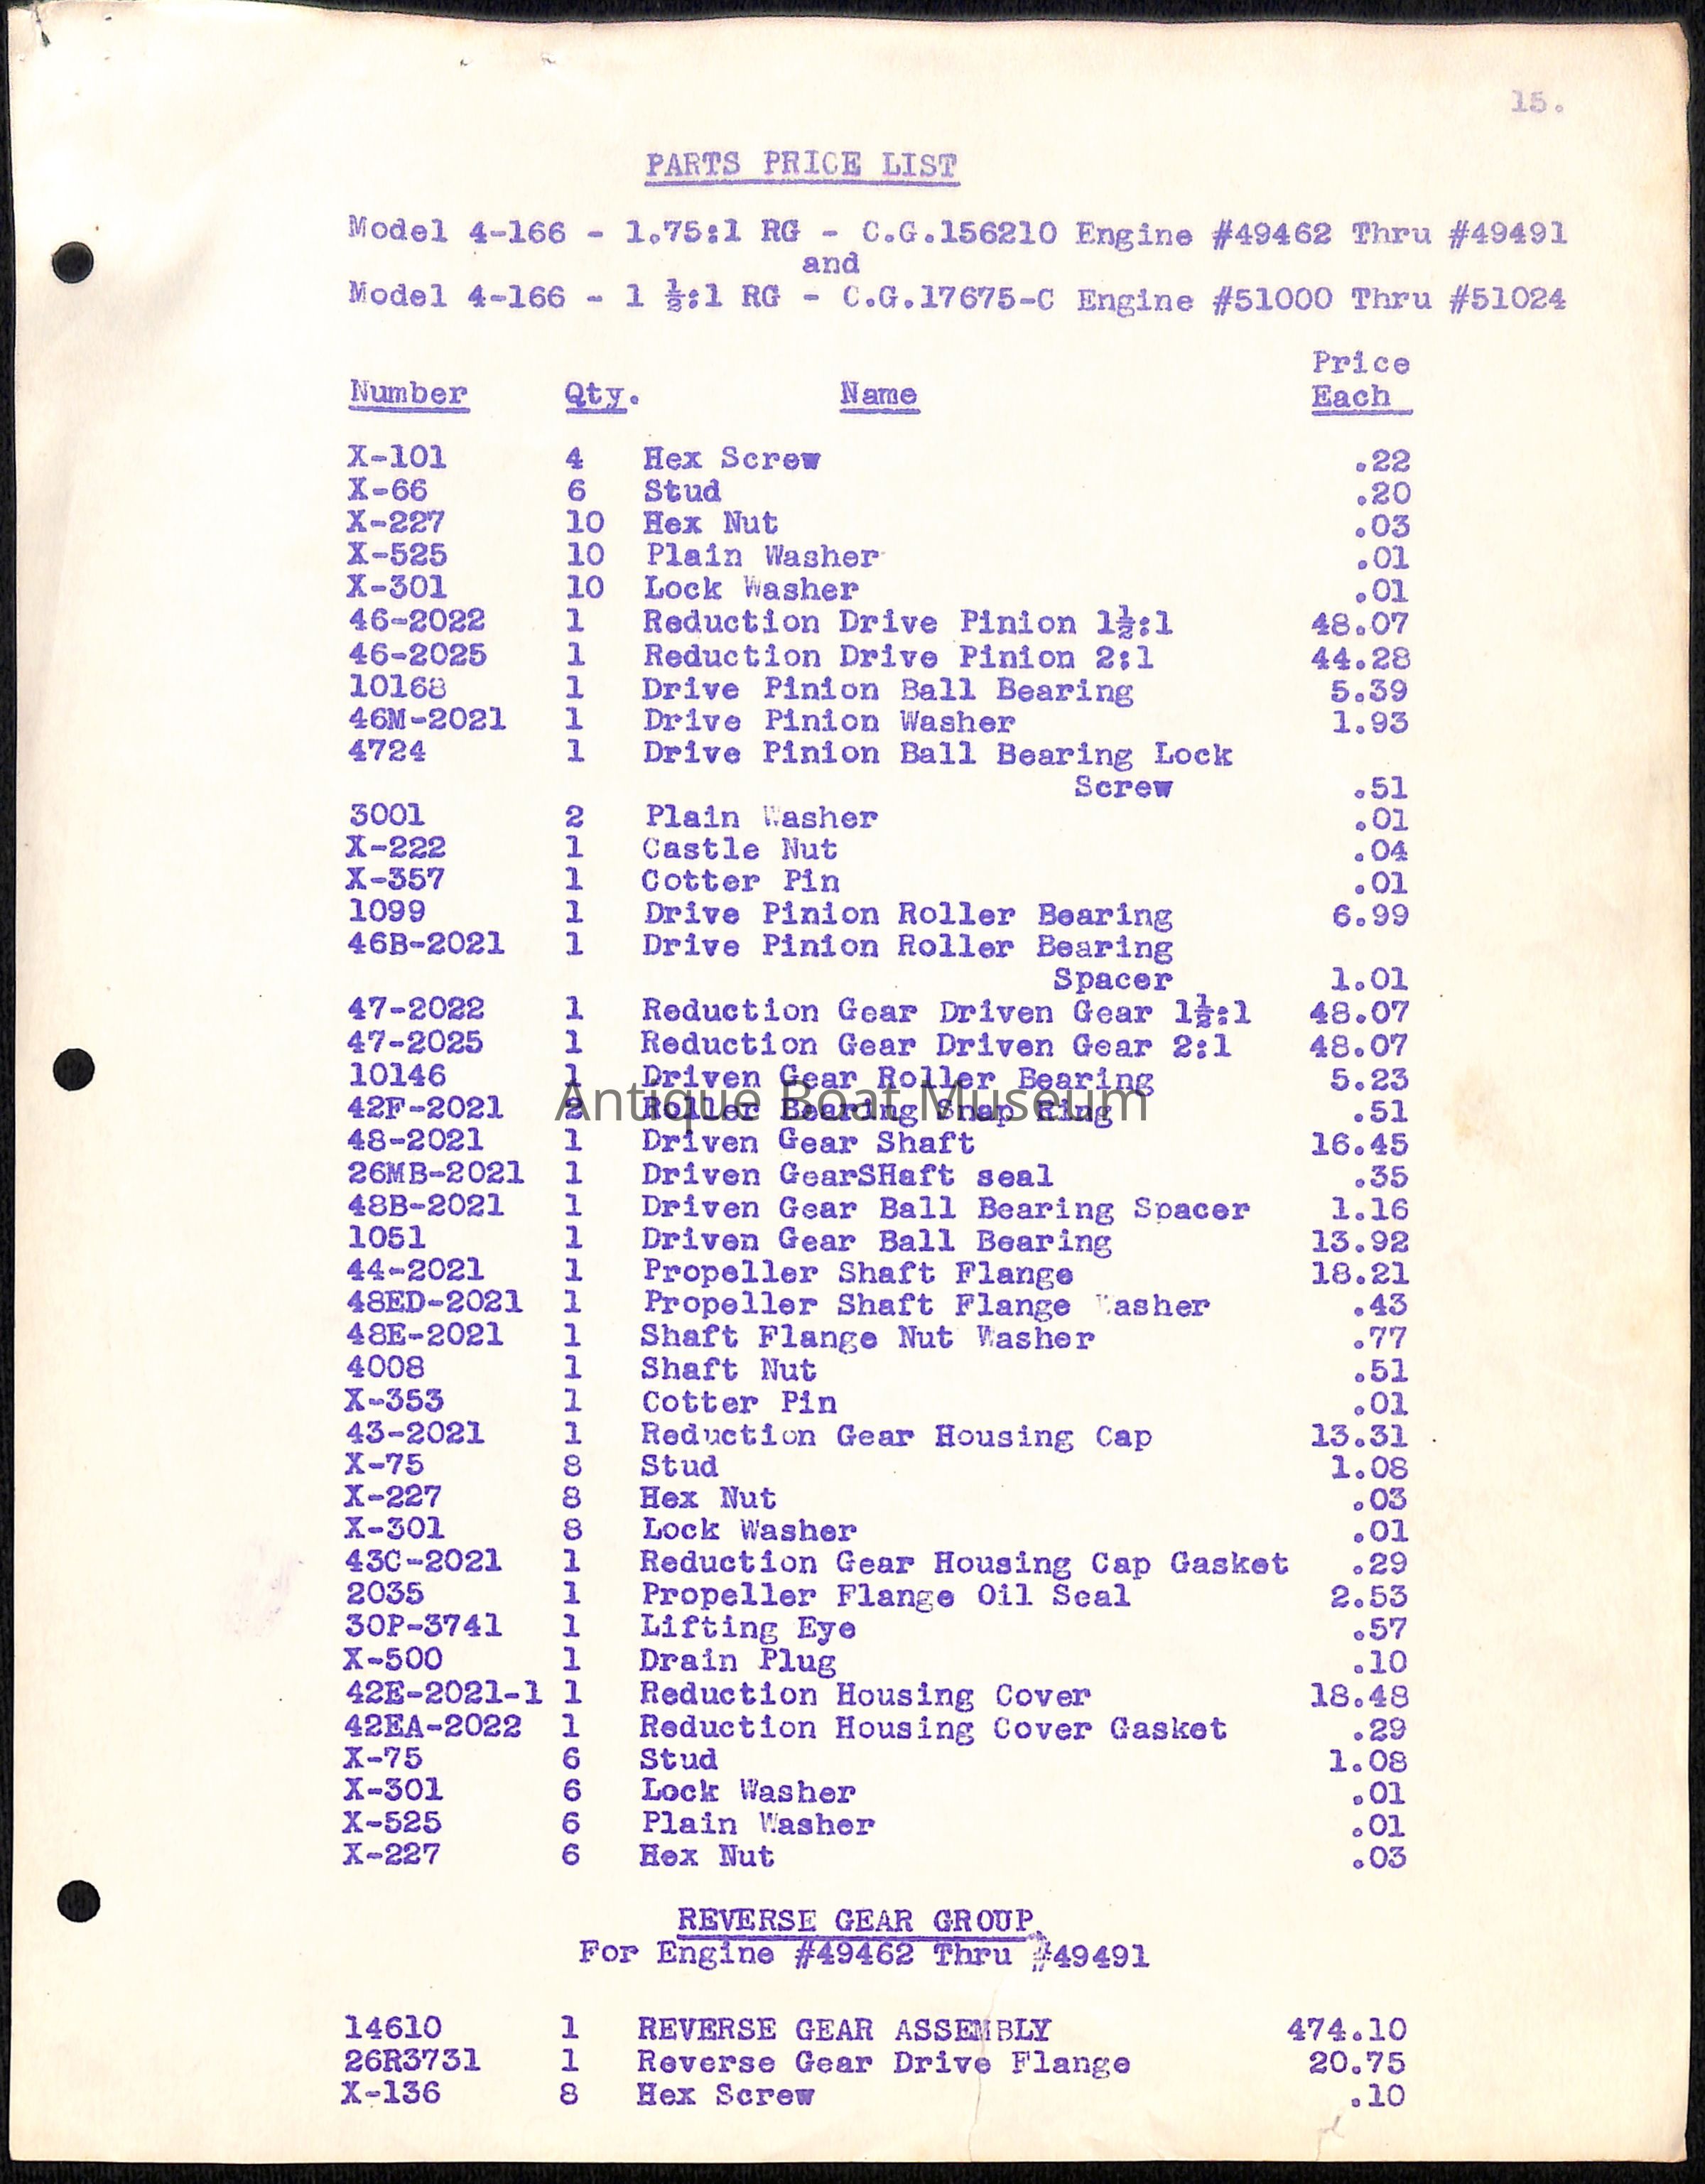 15.
PARTS PRICE LIST
Model 4-166 - 1.75:1 RG - C.G.156210 Engine #49462 Thru #49491
and
Model 4-166 - 1 ½:1 RG - C.G.17675-C Engine #51000 Thru #51024
Price
Number Qty. Name Each
X-101 4 Hex Screw .22
X-66 6 Stud .20
X-227 10 Hex Nut .03
X-525 10 Plain Washer .01
X-301 10 Lock Washer .01
46-2022 1 Reduction Drive Pinion 1½:1 48.07
46-2025 1 Reduction Drive Pinion 2:1 44.28
10168 1 Drive Pinion Ball Bearing 5.39
46M-2021 1 Drive Pinion Washer 1.93
4724 1 Drive Pinion Ball Bearing Lock
Screw .51
3001 2 Plain Washer .01
X-222 1 Castle Nut .04
X-357 1 Cotter Pin .01
1099 1 Drive Pinion Roller Bearing 6.99
46B-2021 1 Drive Pinion Roller Bearing
Spacer 1.01
47-2022 1 Reduction Gear Driven Gear 1½:1 48.07
47-2025 1 Reduction Gear Driven Gear 2:1 48.07
10146 1 Driven Gear Roller Bearing 5.23
Antique Boat Museum
42F-2021 2 Roller Bearing Snap Ring .51
48-2021 1 Driven Gear Shaft 16.45
26MB-2021 1 Driven GearSHaft seal .35
48B-2021 1 Driven Gear Ball Bearing Spacer 1.16
1051 1 Driven Gear Ball Bearing 13.92
44-2021 1 Propeller Shaft Flange 18.21
48ED-2021 1 Propeller Shaft Flange Washer .43
48E-2021 1 Shaft Flange Nut Washer .77
4008 1 Shaft Nut .51
X-353 1 Cotter Pin .01
43-2021 1 Reduction Gear Housing Cap 13.31
X-75 8 Stud 1.08
X-227 8 Hex Nut .03
X-301 8 Lock Washer .01
43C-2021 1 Reduction Gear Housing Cap Gasket .29
2035 1 Propeller Flange Oil Seal 2.53
30P-3741 1 Lifting Eye .57
X-500 1 Drain Plug .10
42E-2021-1 1 Reduction Housing Cover 18.48
42EA-2022 1 Reduction Housing Cover Gasket .29
X-75 6 Stud 1.08
X-301 6 Lock Washer .01
X-525 6 Plain Washer .01
X-227 6 Hex Nut .03
REVERSE GEAR GROUP
For Engine #49462 Thru #49491
14610 1 REVERSE GEAR ASSEMBLY 474.10
26R3731 1 Reverse Gear Drive Flange 20.75
X-136 8 Hex Screw .10